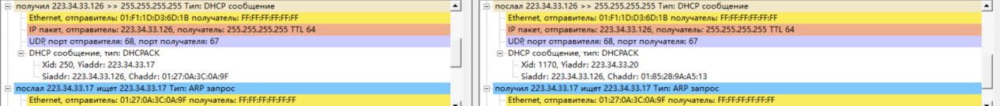 получил 223.34.33.126 >> 255.255.255.255 Тип: DHCP сообщение
Ethernet, отправитель: 01:F1:1D:D3:6D:1B получатель: FF:FF:FF:FF:FF:FF
IP пакет, отправитель: 223.34.33.126, получатель: 255.255.255.255 TTL 64
UDP, порт отправителя: 68, порт получателя: 67
DHCP сообщение, тип: DHCPACK
Xid: 250, Yiaddr: 223.34.33.17
Siaddr: 223.34.33.126, Chaddr: 01:27:0A:3C:0A:9F
послал 223.34.33.17 ищет 223.34.33.17 Тип: ARP запрос
Ethernet, отправитель: 01:27:0A:3C:0A:9F получатель: FF:FF:FF:FF:FF:FF
послал 223.34.33.126 >> 255.255.255.255 Тип: DHCP сообщение
Ethernet, отправитель: 01:F1:1D:D3:6D:1B получатель: FF:FF:FF:FF:FF:FF
IP пакет, отправитель: 223.34.33.126, получатель: 255.255.255.255 TTL 64
UDP, порт отправителя: 68, порт получателя: 67
DHCP сообщение, тип: DHCPACK
Xid: 1170, Yiaddr: 223.34.33.20
Siaddr: 223.34.33.126, Chaddr: 01:85:28:9A:A5:13
получил 223.34.33.17 ищет 223.34.33.17 Тип: ARP запрос
Ethernet, отправитель: 01:27:0A:3C:0A:9F получатель: FF:FF:FF:FF:FF:FF